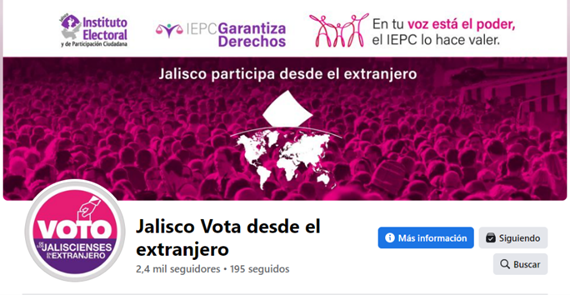 Instituto
Electoral
y de Participación Ciudadana
IEPCGarantiza
Derechos
En tu voz está el poder,
el IEPC lo hace valer.
Jalisco participa desde el extranjero
VOTO
JALISCIENSES
EXTRANJERO
Jalisco Vota desde el
extranjero
2,4 mil seguidores • 195 seguidos
Más información
Siguiendo
Buscar